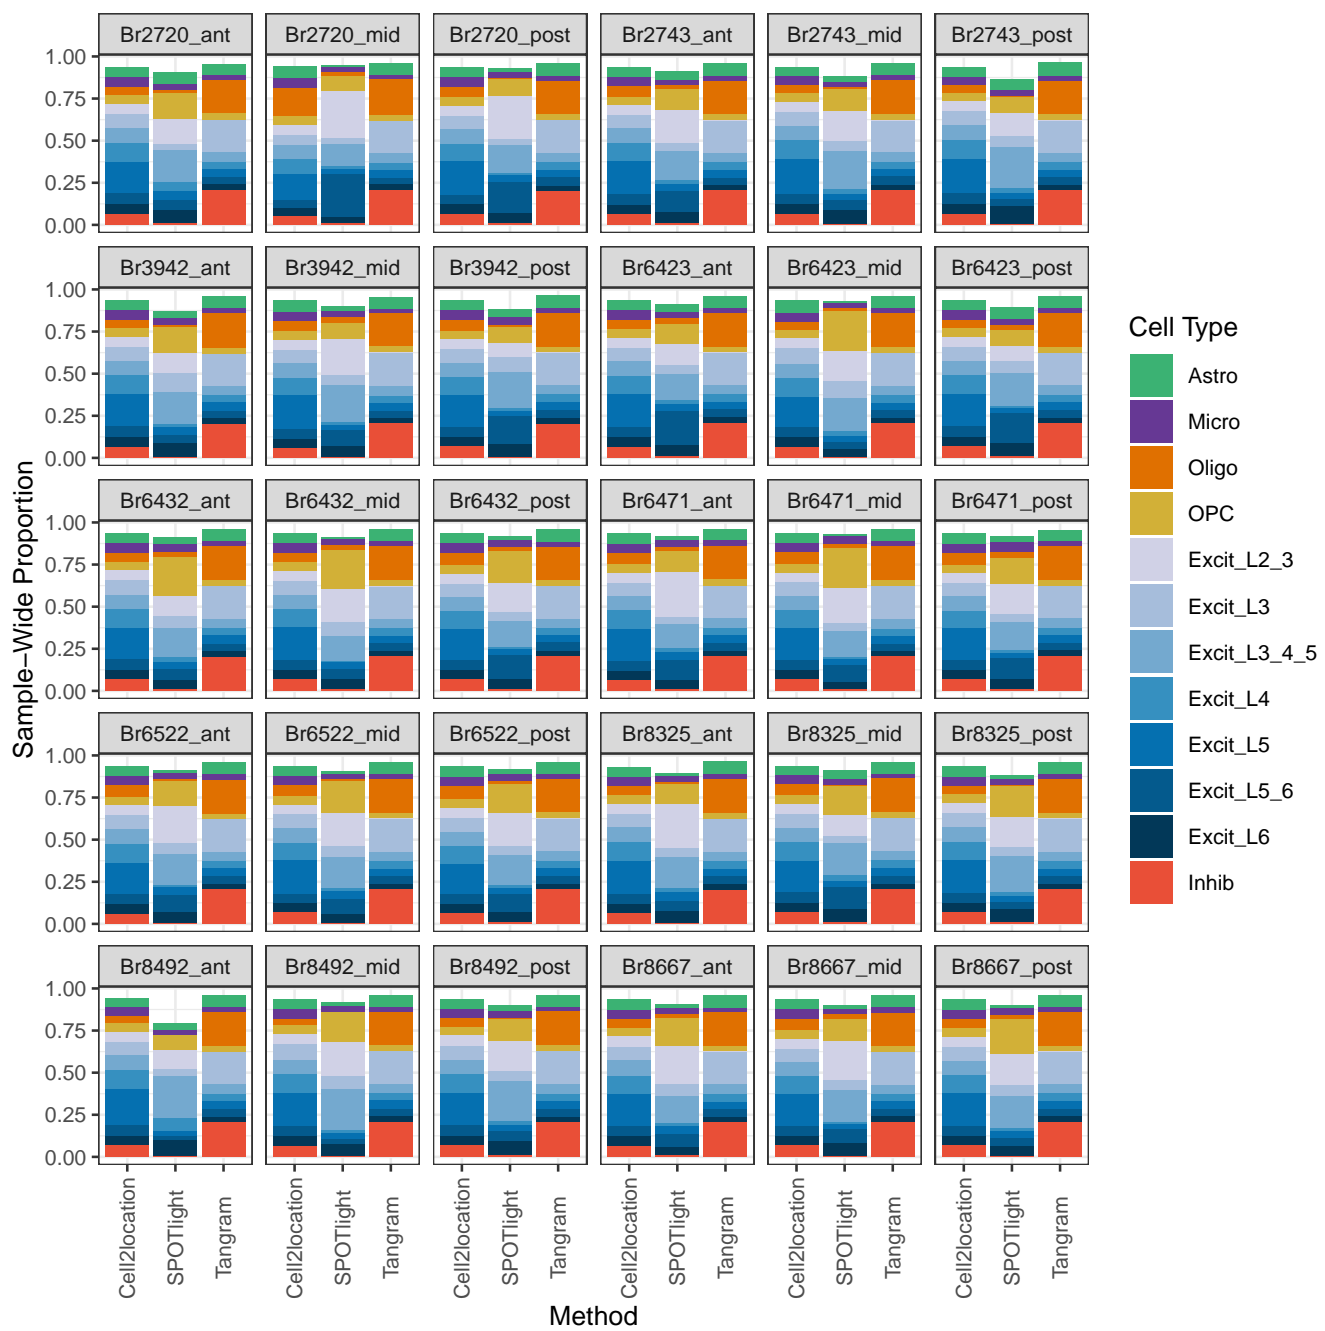 Br2720_ant Br2720_mid Br2720_post Br2743_ant Br2743_mid Br2743_post
1.00
0.75
0.50
0.25
0.00
Br3942_ant Br3942_mid Br3942_post Br6423_ant Br6423_mid Br6423_post
1.00
0.75
0.50
0.25
0.00
Br6432_ant Br6432_mid Br6432_post Br6471_ant Br6471_mid Br6471_post
1.00
0.75
0.50
0.25
0.00
Br6522_ant Br6522_mid Br6522_post Br8325_ant Br8325_mid Br8325_post
1.00
0.75
0.50
0.25
0.00
Br8492_ant Br8492_mid Br8492_post Br8667_ant Br8667_mid Br8667_post
1.00
0.75
0.50
0.25
0.00
Sample−Wide Proportion
Cell2location SPOTlight Tangram Cell2location SPOTlight Tangram Cell2location SPOTlight Tangram Cell2location SPOTlight Tangram Cell2location SPOTlight Tangram Cell2location SPOTlight Tangram
Method
Cell Type
Astro
Micro
Oligo
OPC
Excit_L2_3
Excit_L3
Excit_L3_4_5
Excit_L4
Excit_L5
Excit_L5_6
Excit_L6
Inhib